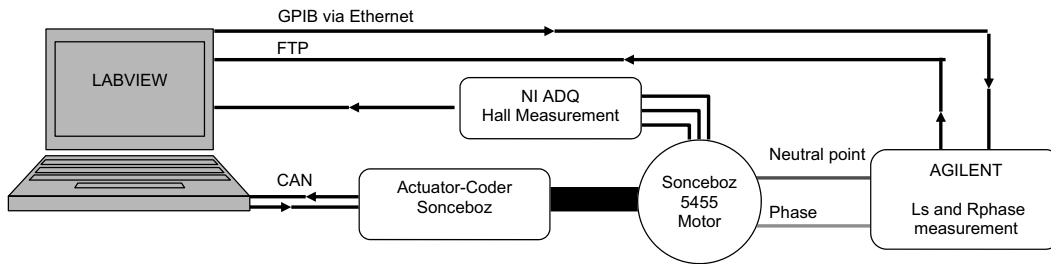 GPIB via Ethernet
FTP
LABVIEW
NI ADQ
Hall Measurement
CAN
Actuator-Coder
Sonceboz
Sonceboz
5455
Motor
Neutral point
Phase
AGILENT
Ls and Rphase
measurement